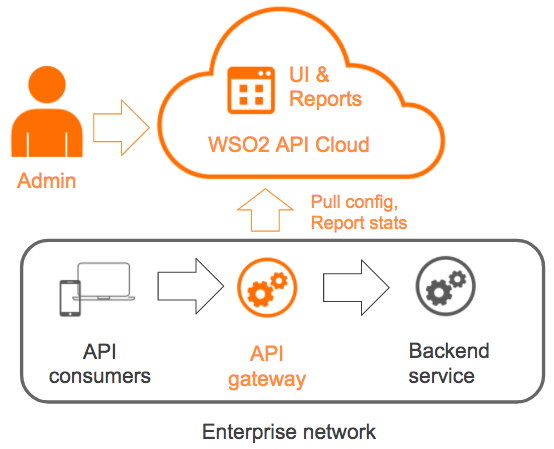 UI &
Reports
WSO2 API Cloud
Admin
Pull config,
Report stats
API
consumers
API
gateway
Backend
service
Enterprise network